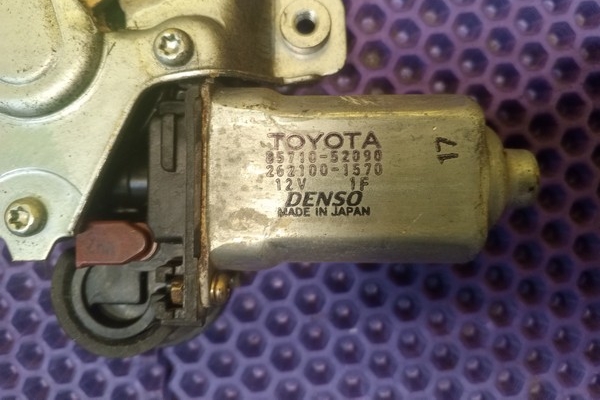 TOYOTA
85710-52090
262100-1570
12V 1F
DENSO
MADE IN JAPAN
17